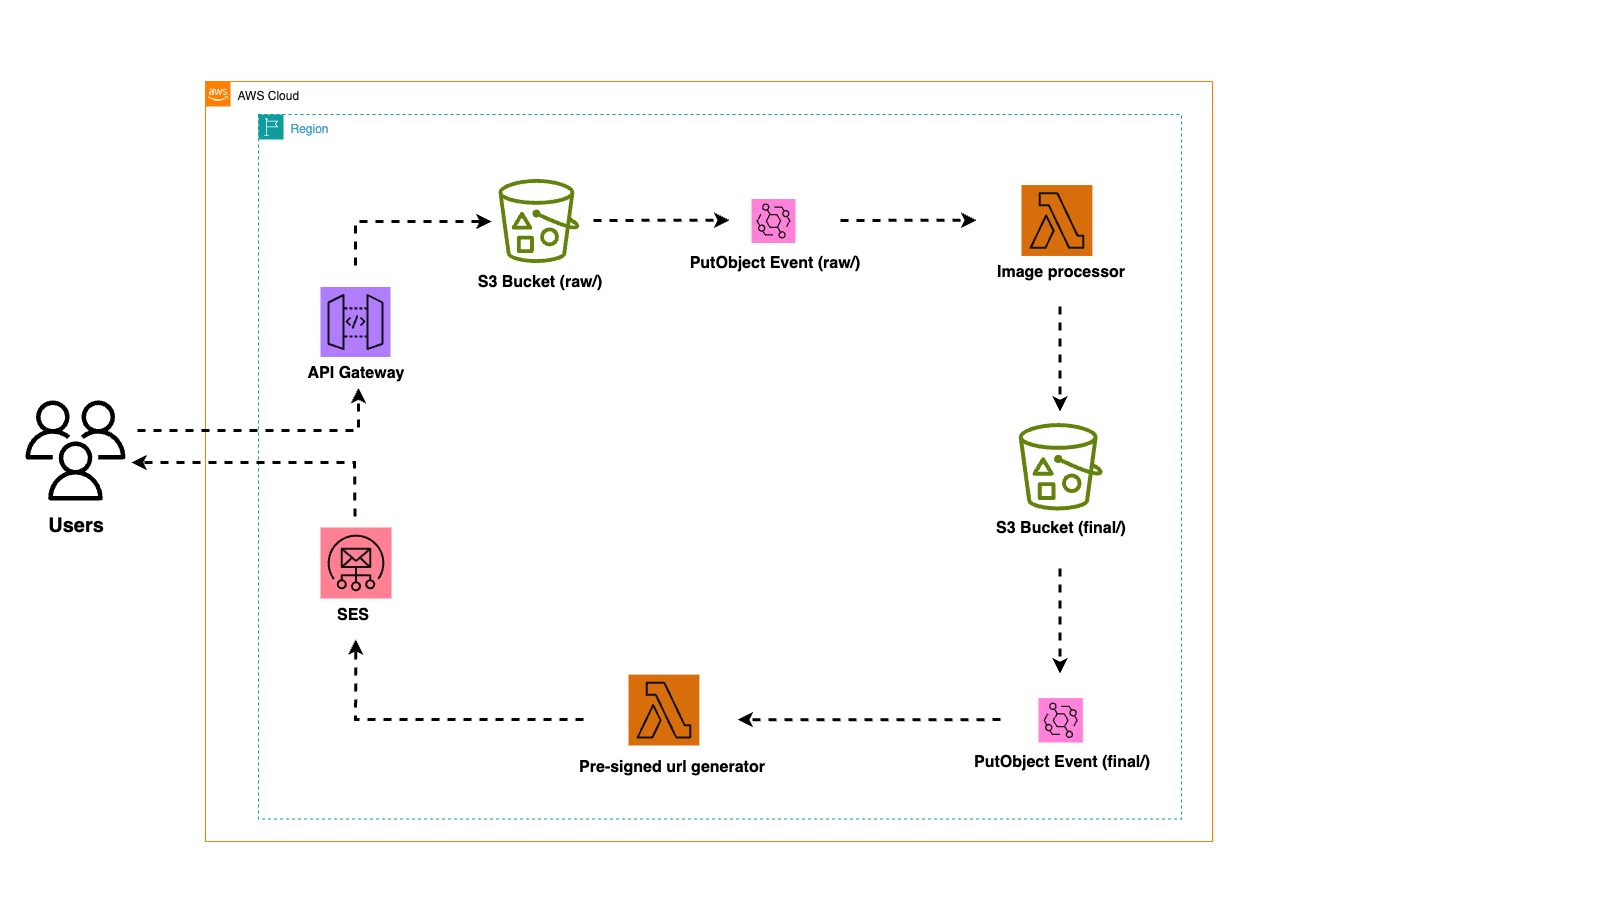 aws
AWS Cloud
Region
S3 Bucket (raw/)
PutObject Event (raw/)
Image processor
</>
API Gateway
Users
S3 Bucket (final/)
SES
Pre-signed url generator
PutObject Event (final/)